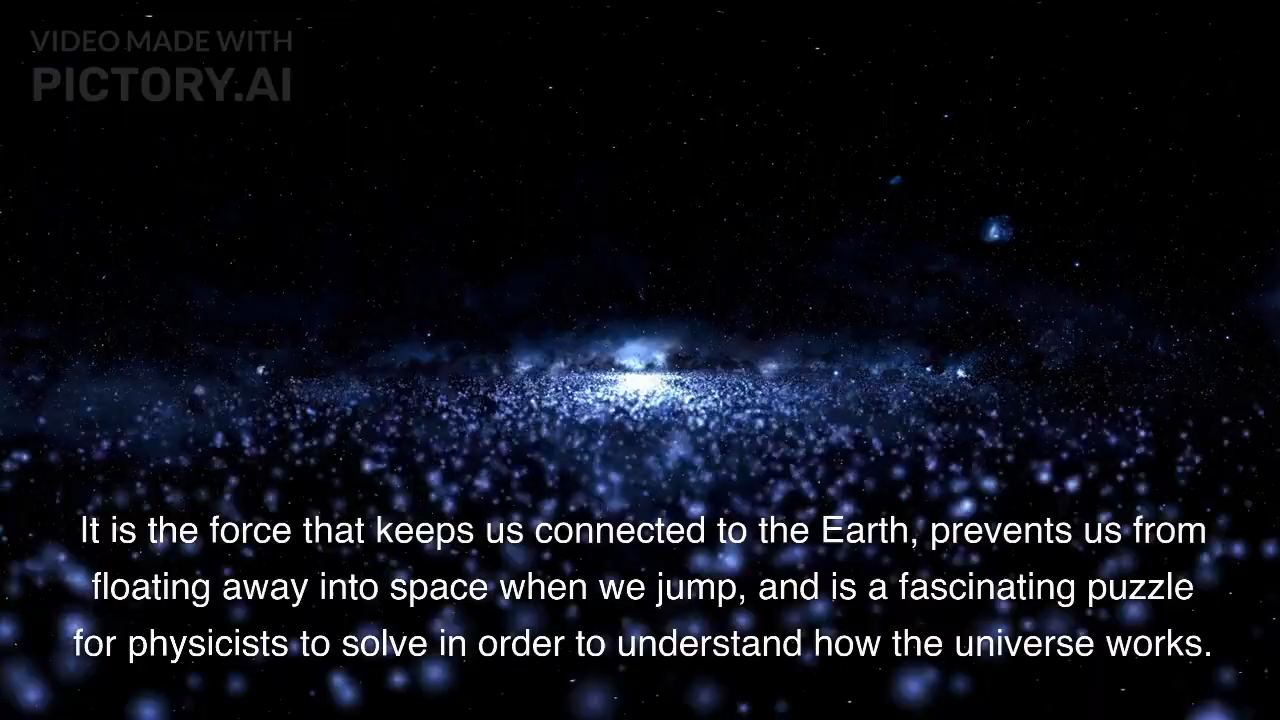 VIDEO MADE WITH
PICTORY.AI
It is the force that keeps us connected to the Earth, prevents us from
floating away into space when we jump, and is a fascinating puzzle
for physicists to solve in order to understand how the universe works.